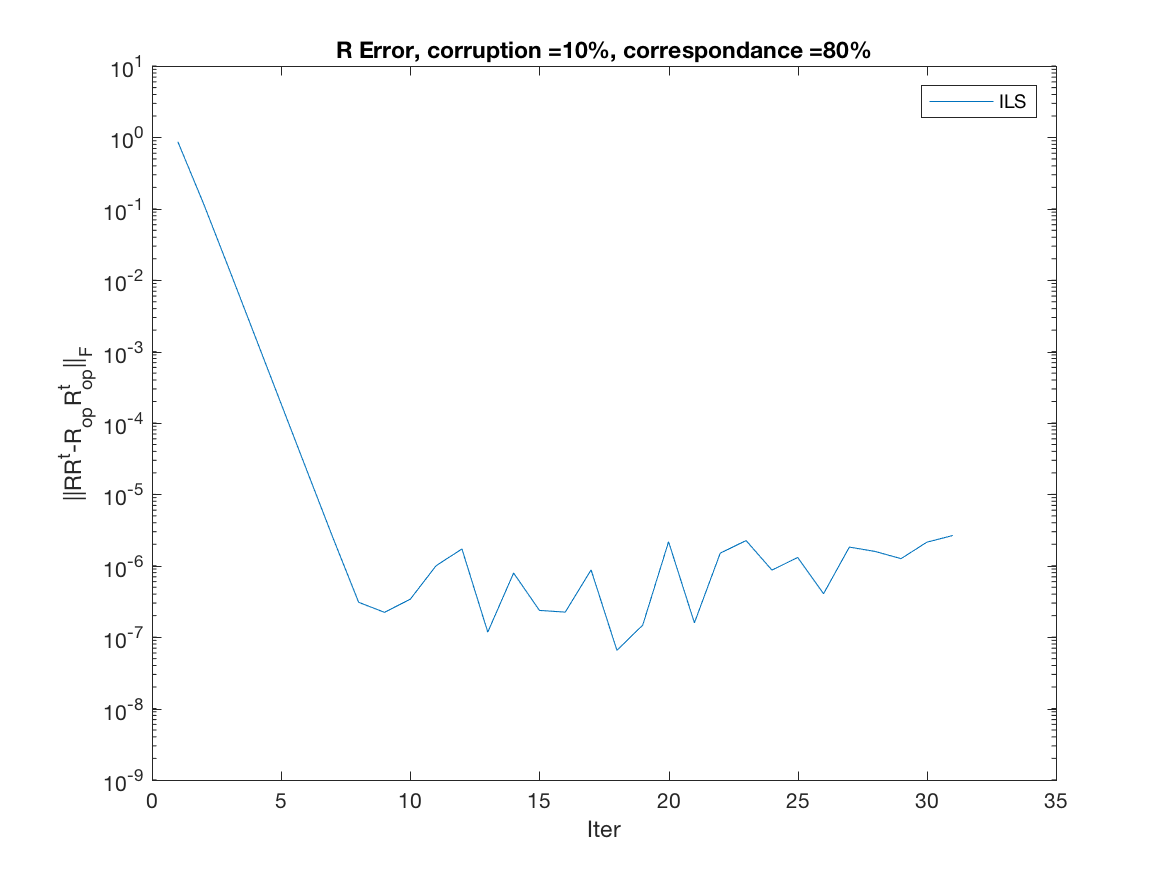 R Error, corruption =10%, correspondance =80%
ILS
10^1
10^0
10^-1
10^-2
10^-3
10^-4
10^-5
10^-6
10^-7
10^-8
10^-9
||RR^t-R_op R_op^t||_F
0 5 10 15 20 25 30 35
Iter